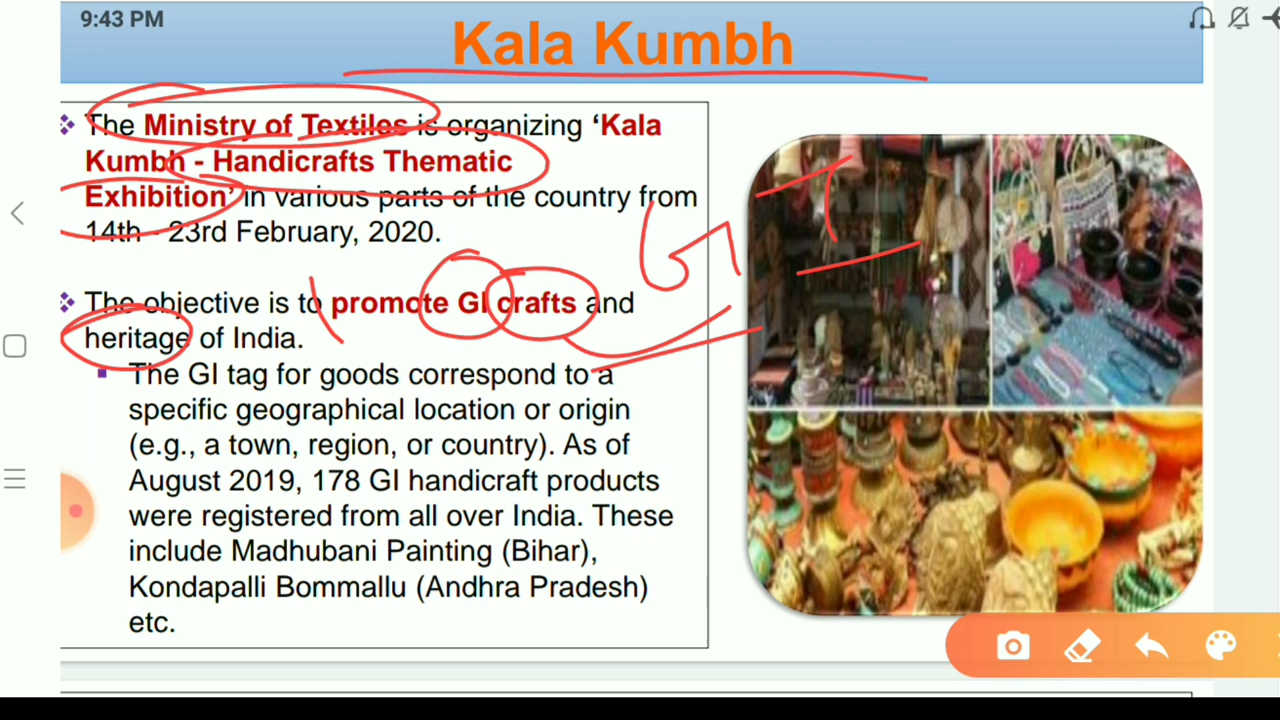 9:43 PM
Kala Kumbh
The Ministry of Textiles is organizing ‘Kala
Kumbh - Handicrafts Thematic
Exhibition’ in various parts of the country from
14th - 23rd February, 2020.
The objective is to promote GI crafts and
heritage of India.
The GI tag for goods correspond to a
specific geographical location or origin
(e.g., a town, region, or country). As of
August 2019, 178 GI handicraft products
were registered from all over India. These
include Madhubani Painting (Bihar),
Kondapalli Bommallu (Andhra Pradesh)
etc.
GI